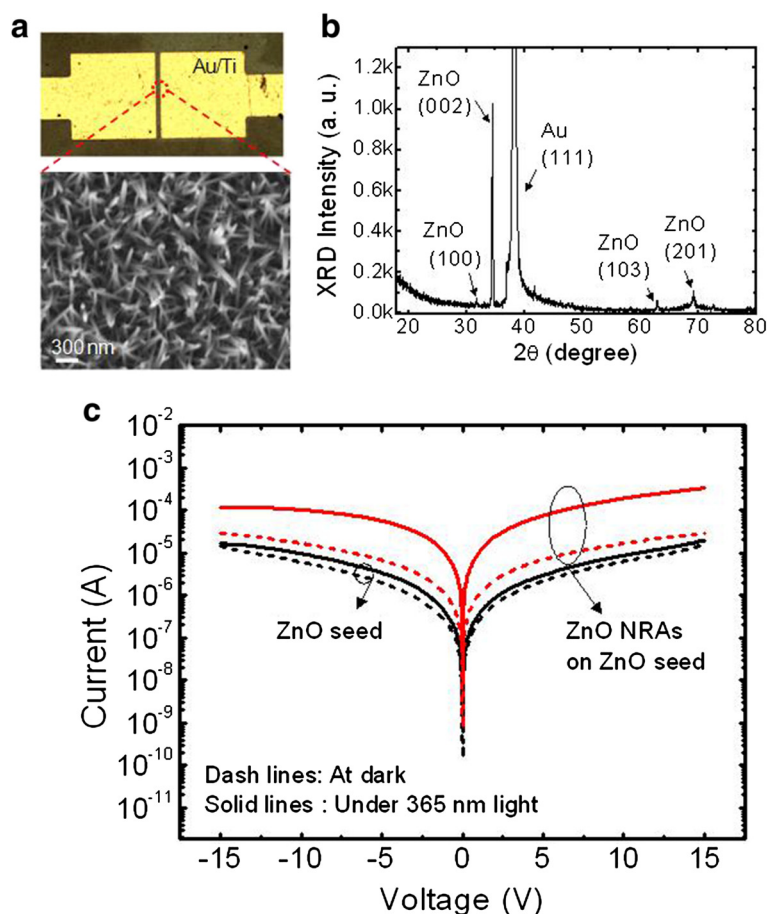 a
Au/Ti
300 nm
b
XRD Intensity (a. u.)
1.2k
1.0k
0.8k
0.6k
0.4k
0.2k
0.0k
ZnO
(002)
Au
(111)
ZnO
(100)
ZnO
(103)
ZnO
(201)
20 30 40 50 60 70 80
2θ (degree)
c
Current (A)
10⁻²
10⁻³
10⁻⁴
10⁻⁵
10⁻⁶
10⁻⁷
10⁻⁸
10⁻⁹
10⁻¹⁰
10⁻¹¹
ZnO seed
ZnO NRAs
on ZnO seed
Dash lines: At dark
Solid lines : Under 365 nm light
-15 -10 -5 0 5 10 15
Voltage (V)